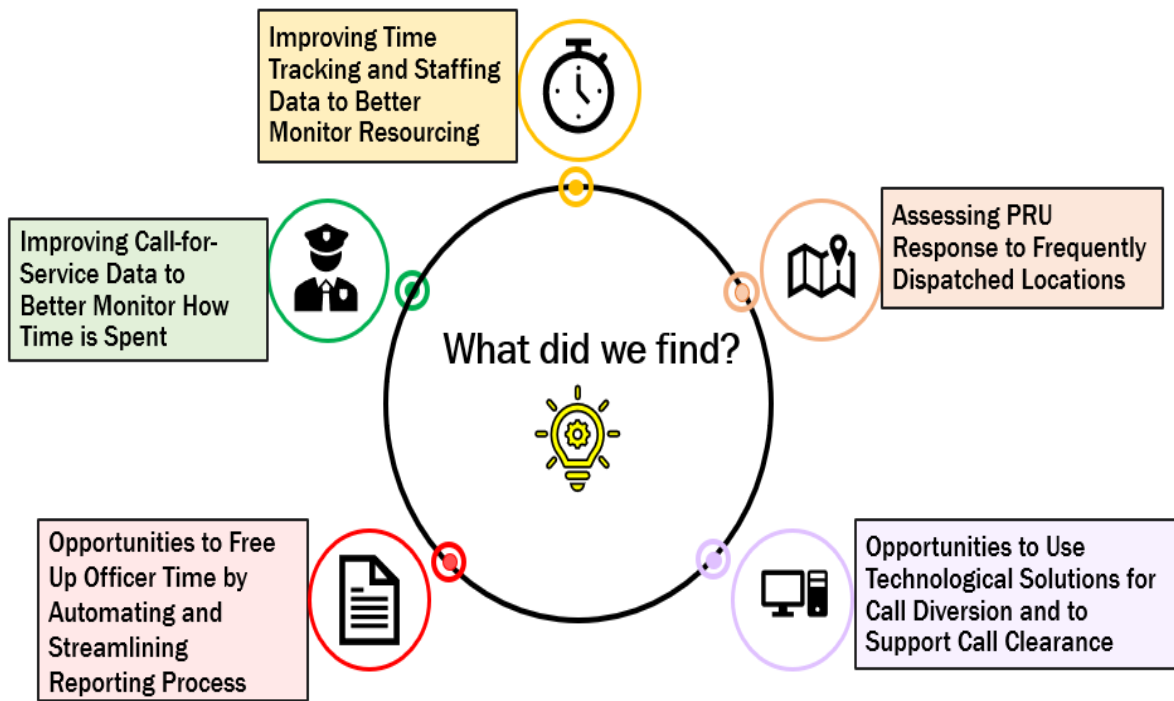 Improving Time
Tracking and Staffing
Data to Better
Monitor Resourcing
Assessing PRU
Response to Frequently
Dispatched Locations
Improving Call-for-
Service Data to
Better Monitor How
Time is Spent
What did we find?
Opportunities to Free
Up Officer Time by
Automating and
Streamlining
Reporting Process
Opportunities to Use
Technological Solutions for
Call Diversion and to
Support Call Clearance